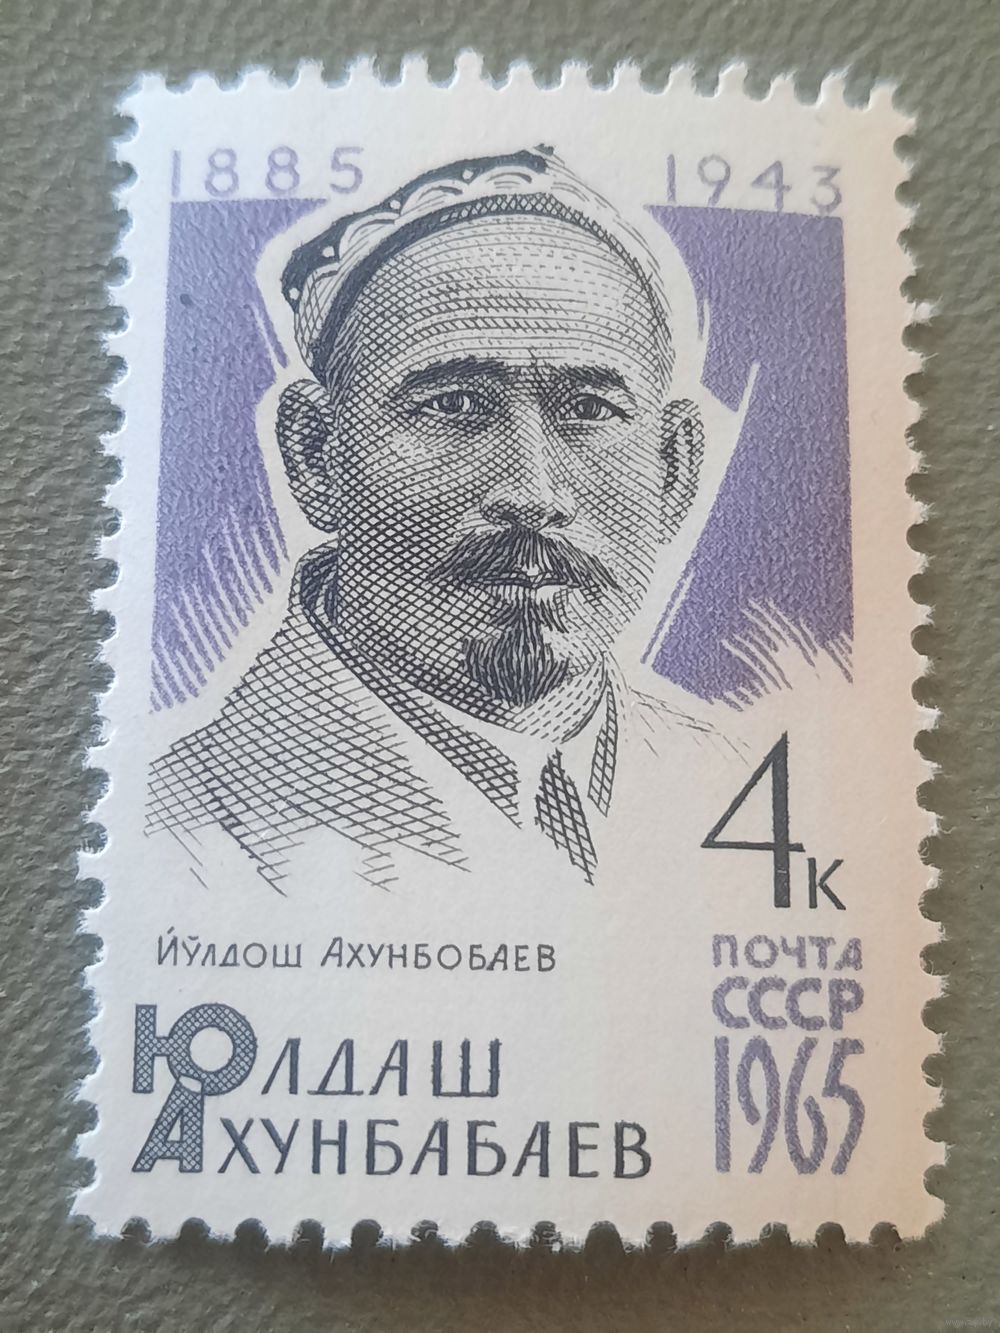 1885 1943
4к
Йўлдош Ахунбобаев
Юлдаш
Ахунбабаев
ПОЧТА
СССР
1965